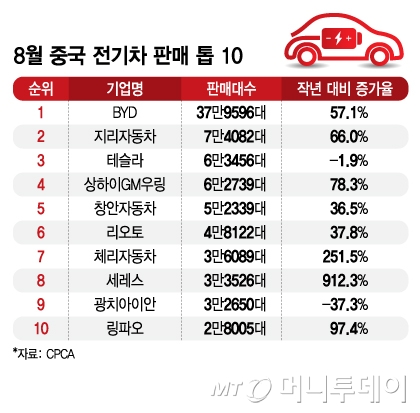 8월 중국 전기차 판매 톱 10
순위 기업명 판매대수 작년 대비 증가율
1 BYD 37만9596대 57.1%
2 지리자동차 7만4082대 66.0%
3 테슬라 6만3456대 -1.9%
4 상하이GM우링 6만2739대 78.3%
5 창안자동차 5만2339대 36.5%
6 리오토 4만8122대 37.8%
7 체리자동차 3만6089대 251.5%
8 세레스 3만3526대 912.3%
9 광치아이안 3만2650대 -37.3%
10 링파오 2만8005대 97.4%
*자료: CPCA
MT 머니투데이